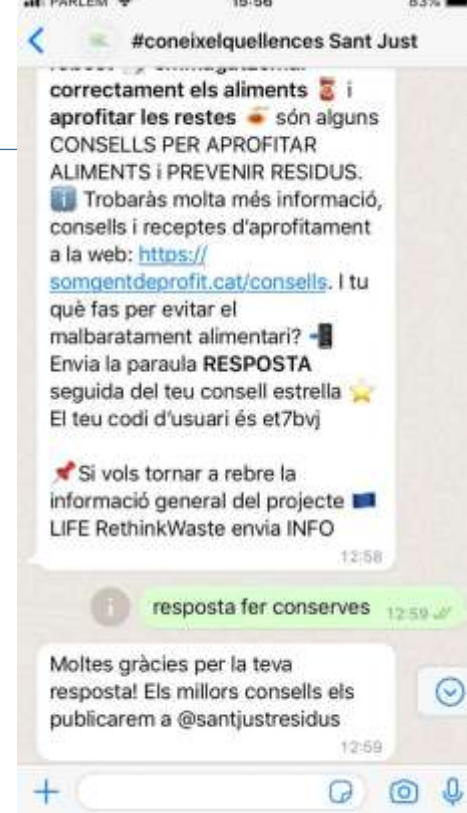 PARLEM 15:56 83%
#coneixelquellences Sant Just
correctament els aliments i
aprofitar les restes són alguns
CONSELLS PER APROFITAR
ALIMENTS i PREVENIR RESIDUS.
Trobaràs molta més informació,
consells i receptes d'aprofitament
a la web: https://
somgentdeprofit.cat/consells. I tu
què fas per evitar el
malbaratament alimentari?
Envia la paraula RESPOSTA
seguida del teu consell estrella
El teu codi d'usuari és et7bvj
Si vols tornar a rebre la
informació general del projecte
LIFE RethinkWaste envia INFO
12:58
resposta fer conserves 12:59
Moltes gràcies per la teva
resposta! Els millors consells els
publicarem a @santjustresidus
12:59